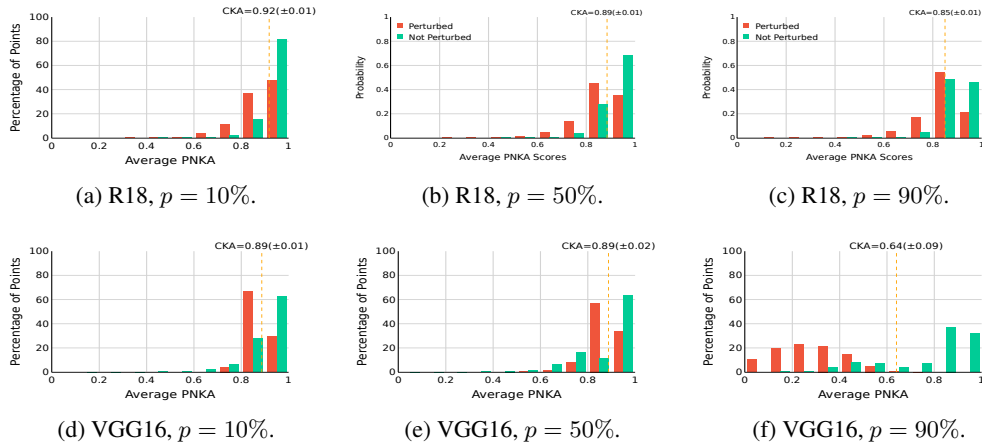 CKA=0.92(±0.01)
Percentage of Points
100
80
60
40
20
0
0 0.2 0.4 0.6 0.8 1
Average PNKA
(a) R18, p = 10%.
CKA=0.89(±0.01)
Perturbed
Not Perturbed
Probability
1
0.8
0.6
0.4
0.2
0
0 0.2 0.4 0.6 0.8 1
Average PNKA Scores
(b) R18, p = 50%.
CKA=0.85(±0.01)
Perturbed
Not Perturbed
Probability
1
0.8
0.6
0.4
0.2
0
0 0.2 0.4 0.6 0.8 1
Average PNKA Scores
(c) R18, p = 90%.
CKA=0.89(±0.01)
Percentage of Points
100
80
60
40
20
0
0 0.2 0.4 0.6 0.8 1
Average PNKA
(d) VGG16, p = 10%.
CKA=0.89(±0.02)
Percentage of Points
100
80
60
40
20
0
0 0.2 0.4 0.6 0.8 1
Average PNKA
(e) VGG16, p = 50%.
CKA=0.64(±0.09)
Percentage of Points
100
80
60
40
20
0
0 0.2 0.4 0.6 0.8 1
Average PNKA
(f) VGG16, p = 90%.